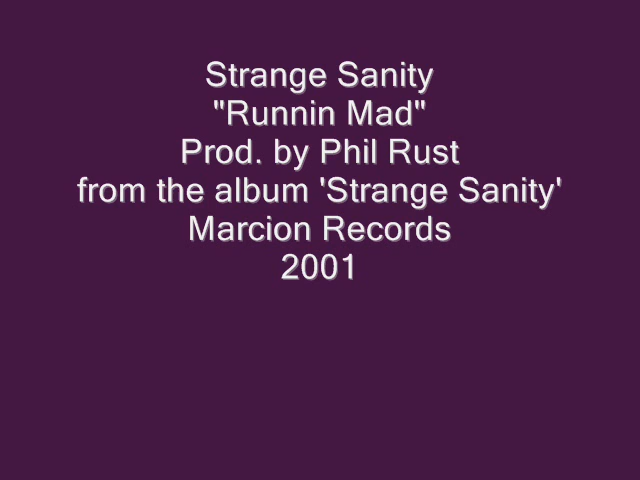 Strange Sanity
"Runnin Mad"
Prod. by Phil Rust
from the album 'Strange Sanity'
Marcion Records
2001